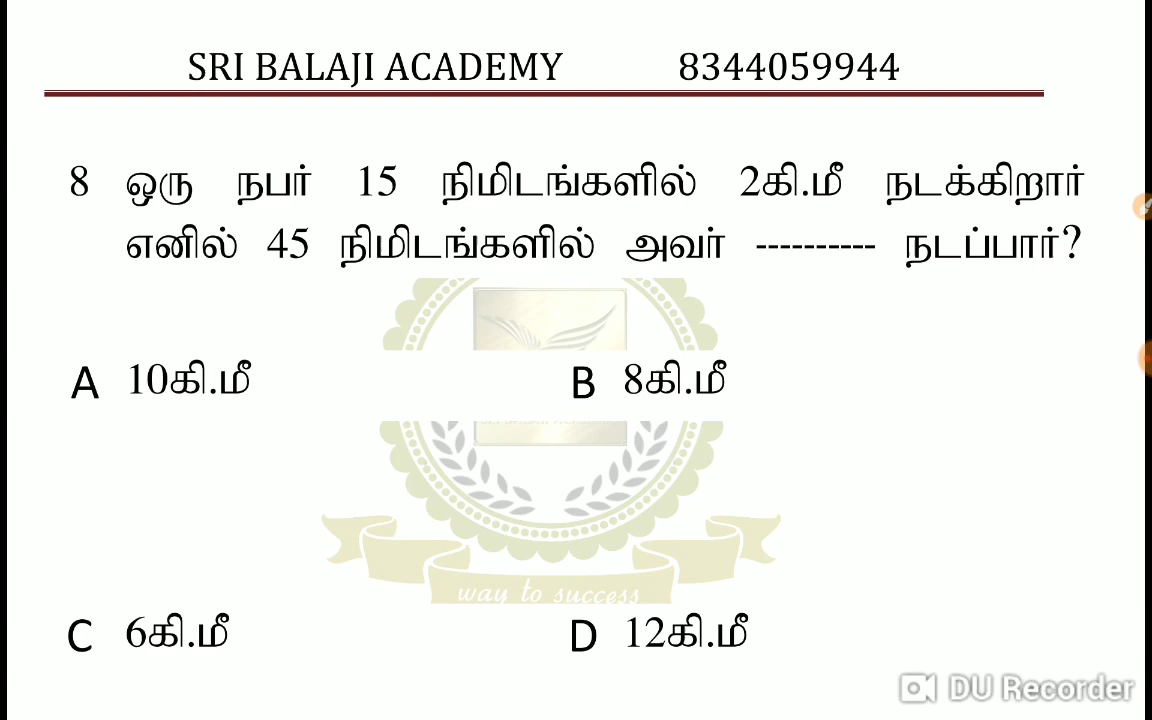 SRI BALAJI ACADEMY 8344059944
8 ஒரு நபர் 15 நிமிடங்களில் 2கி.மீ நடக்கிறார்
எனில் 45 நிமிடங்களில் அவர் ---------- நடப்பார்?
A 10கி.மீ B 8கி.மீ
way to success
C 6கி.மீ D 12கி.மீ
DU Recorder